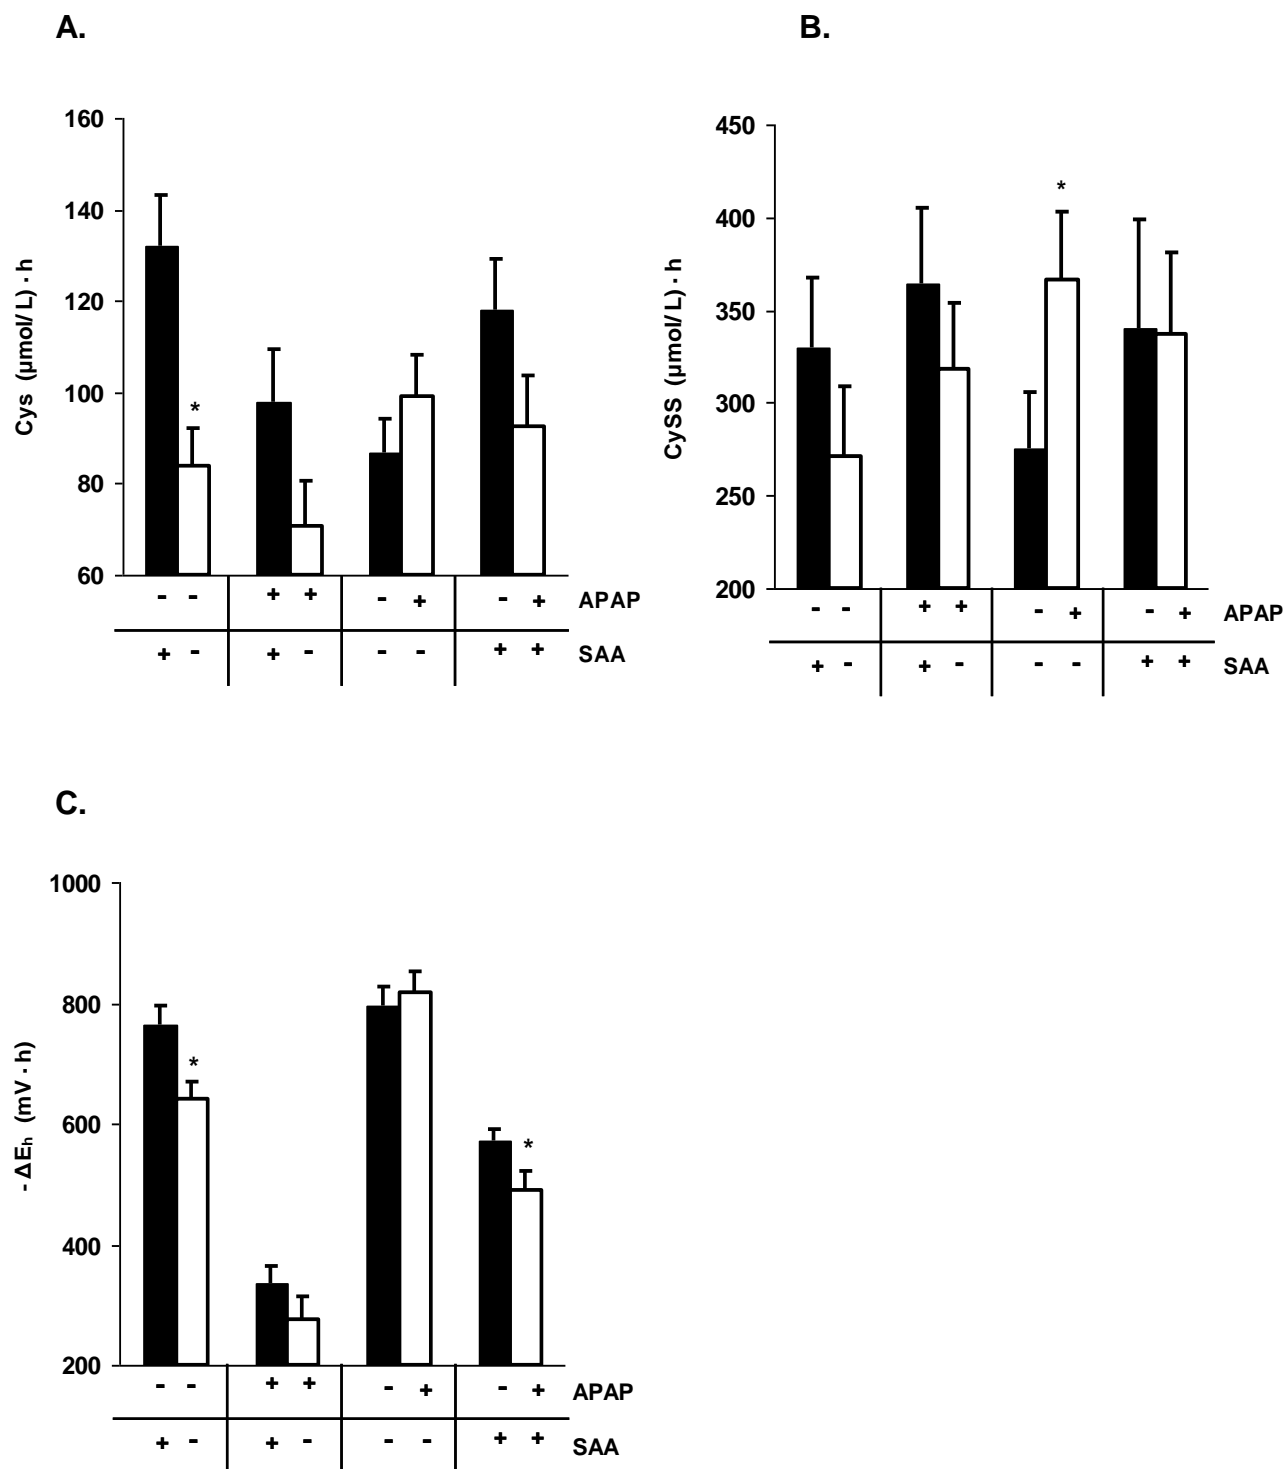 A.
B.
160
140
120
100
80
60
Cys (µmol/ L) · h
*
- - + + - + - + APAP
+ - + - - - + + SAA
450
400
350
300
250
200
CySS (µmol/ L) · h
*
- - + + - + - + APAP
+ - + - - - + + SAA
C.
1000
800
600
400
200
- ΔEh (mV · h)
*
*
- - + + - + - + APAP
+ - + - - - + + SAA